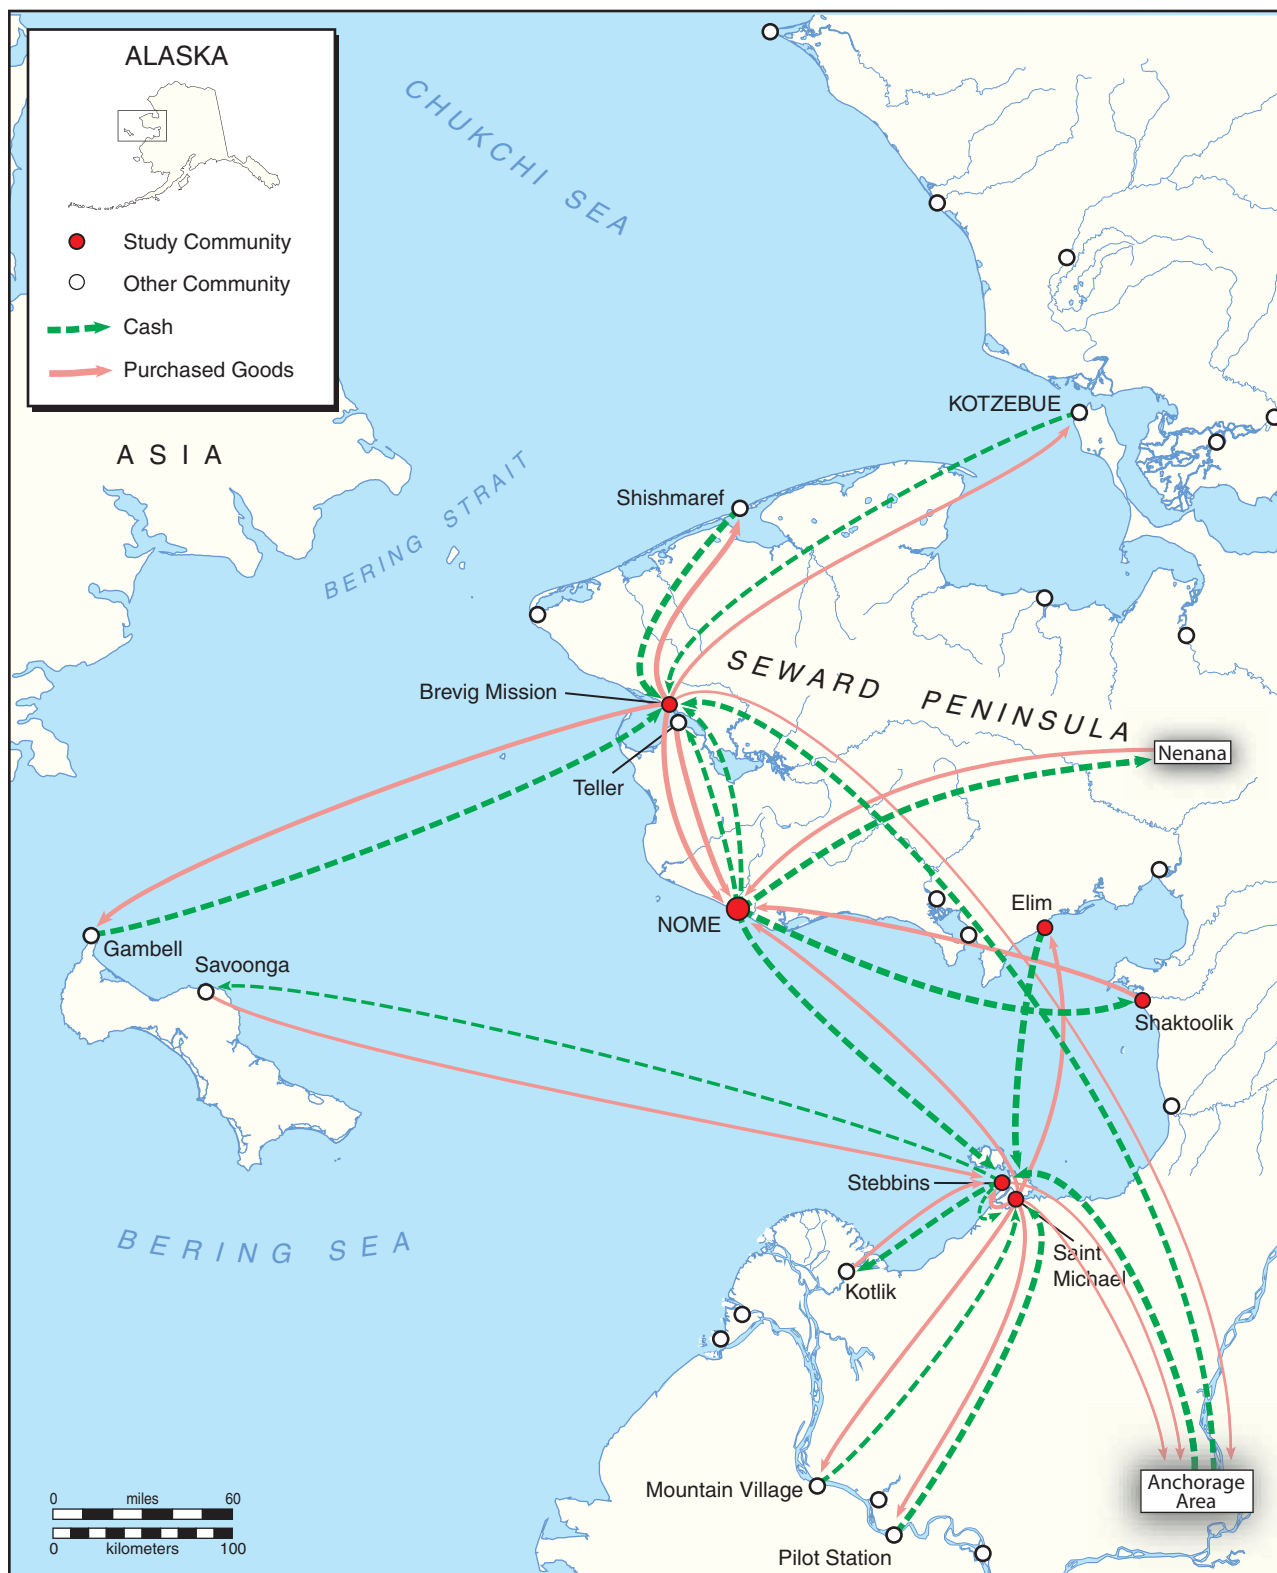 ALASKA
Study Community
Other Community
Cash
Purchased Goods
CHUKCHI SEA
ASIA
BERING STRAIT
KOTZEBUE
Shishmaref
SEWARD PENINSULA
Brevig Mission
Teller
Nenana
NOME
Elim
Gambell
Savoonga
Shaktoolik
Stebbins
BERING SEA
Saint
Michael
Kotlik
Mountain Village
Anchorage
Area
Pilot Station
0 miles 60
0 kilometers 100